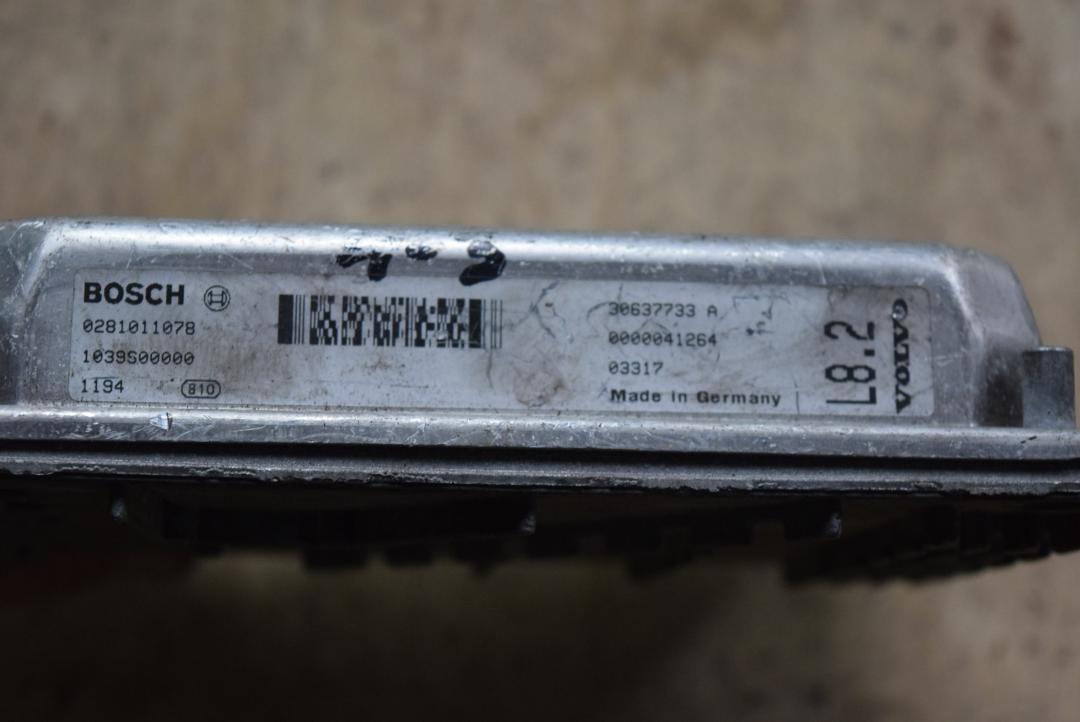 BOSCH
0281011078
1039S00000
1194 810
30637733 A
0000041264
03317
Made in Germany
L8.2
VOLVO